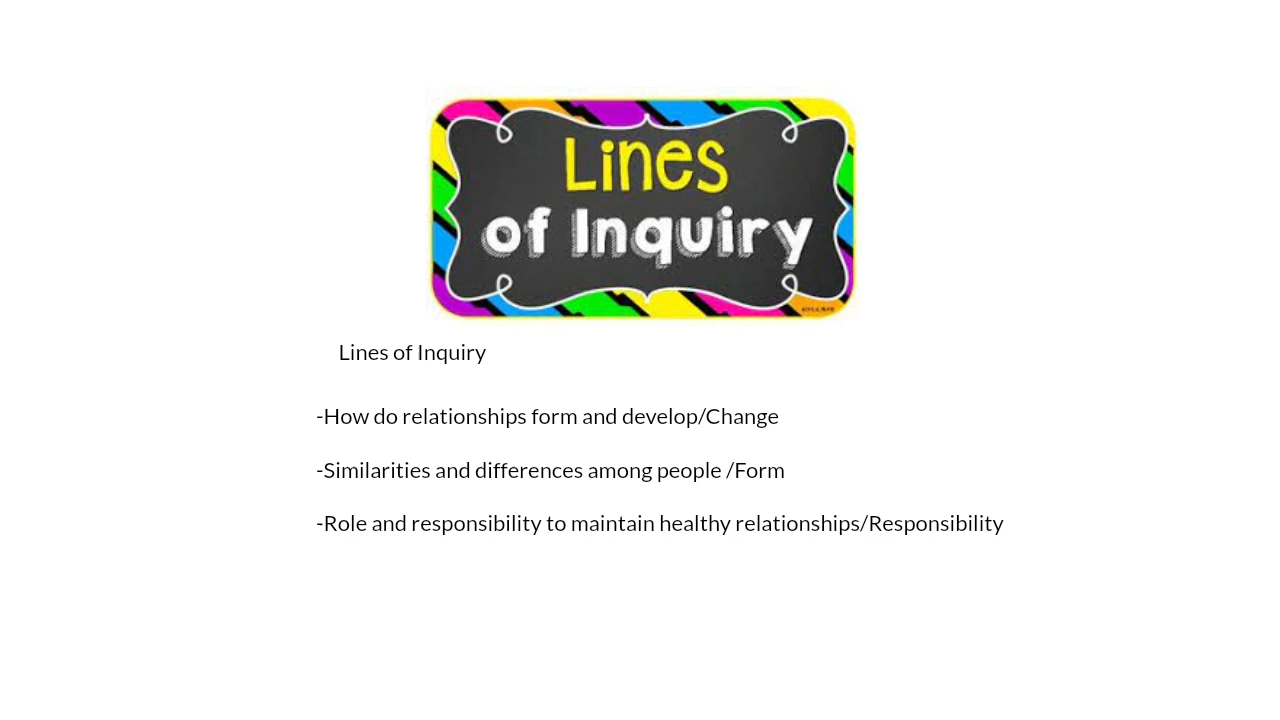 Lines
of Inquiry
Lines of Inquiry
-How do relationships form and develop/Change
-Similarities and differences among people /Form
-Role and responsibility to maintain healthy relationships/Responsibility